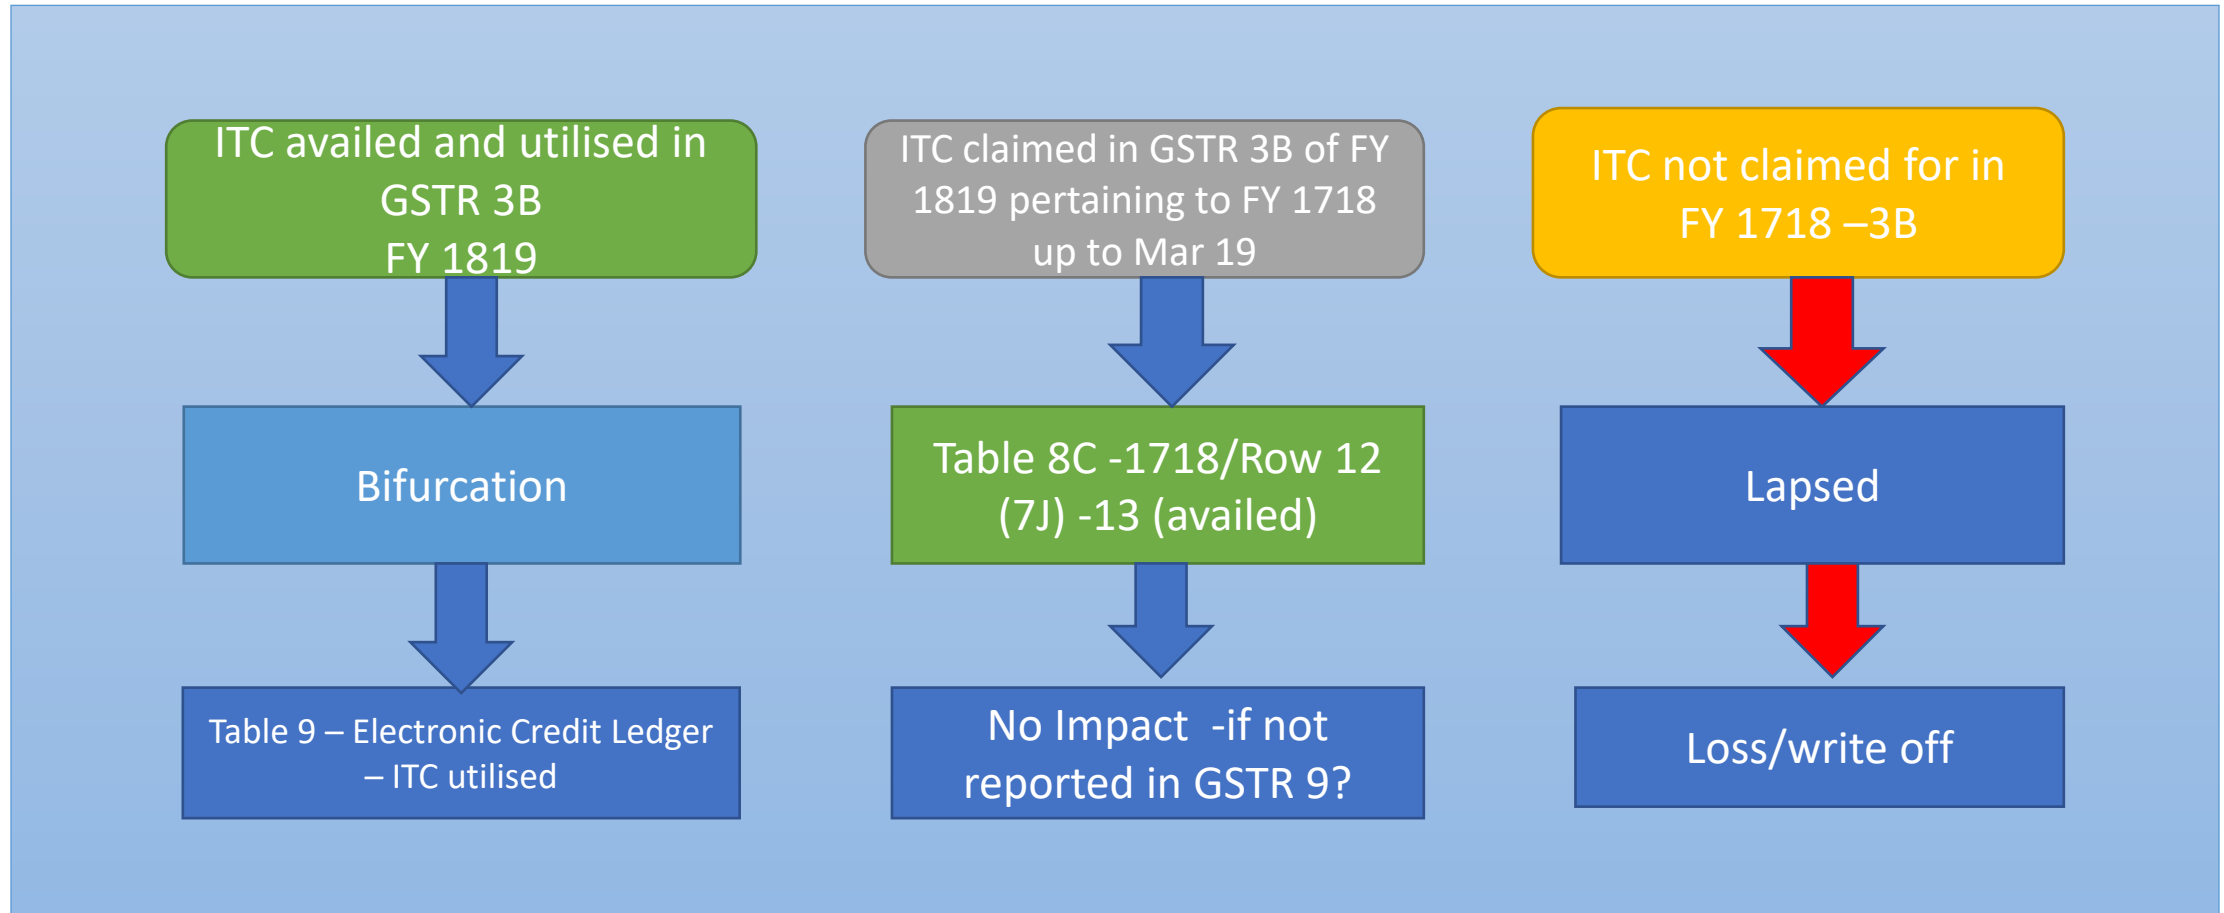 ITC availed and utilised in
GSTR 3B
FY 1819
ITC claimed in GSTR 3B of FY
1819 pertaining to FY 1718
up to Mar 19
ITC not claimed for in
FY 1718 –3B
Bifurcation
Table 8C -1718/Row 12
(7J) -13 (availed)
Lapsed
Table 9 – Electronic Credit Ledger
– ITC utilised
No Impact  -if not
reported in GSTR 9?
Loss/write off